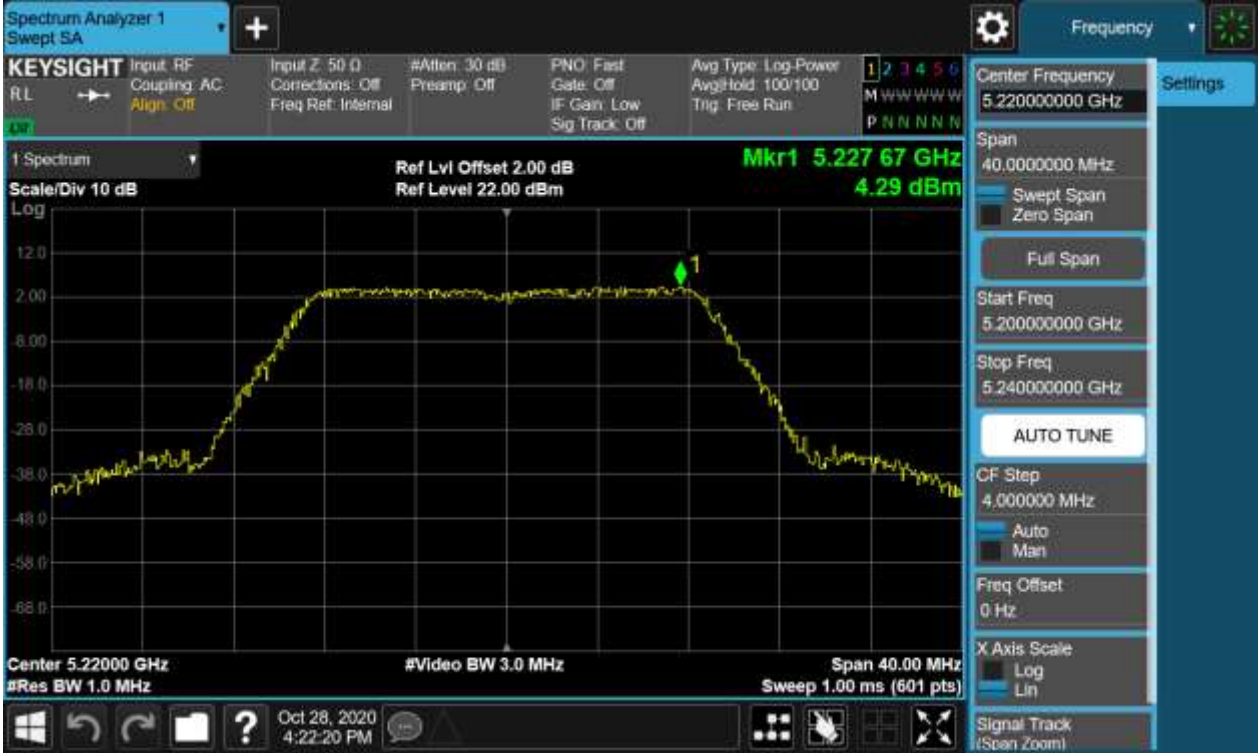 Spectrum Analyzer 1
Swept SA
+
Frequency
KEYSIGHT
RL
Input: RF
Coupling: AC
Align: Off
Input Z: 50 Ω
Corrections: Off
Freq Ref: Internal
#Atten: 30 dB
Preamp: Off
PNO: Fast
Gate: Off
IF Gain: Low
Sig Track: Off
Avg Type: Log-Power
Avg|Hold: 100/100
Trig: Free Run
1 2 3 4 5 6
M W W W W W
P N N N N N
1 Spectrum
Scale/Div 10 dB
Log
Ref Lvl Offset 2.00 dB
Ref Level 22.00 dBm
Mkr1 5.227 67 GHz
4.29 dBm
12.0
2.00
-8.00
-18.0
-28.0
-38.0
-48.0
-58.0
-68.0
1
Center 5.22000 GHz
#Res BW 1.0 MHz
#Video BW 3.0 MHz
Span 40.00 MHz
Sweep 1.00 ms (601 pts)
Center Frequency
5.220000000 GHz
Settings
Span
40.0000000 MHz
Swept Span
Zero Span
Full Span
Start Freq
5.200000000 GHz
Stop Freq
5.240000000 GHz
AUTO TUNE
CF Step
4.000000 MHz
Auto
Man
Freq Offset
0 Hz
X Axis Scale
Log
Lin
Signal Track
(Span Zoom)
?
Oct 28, 2020
4:22:20 PM